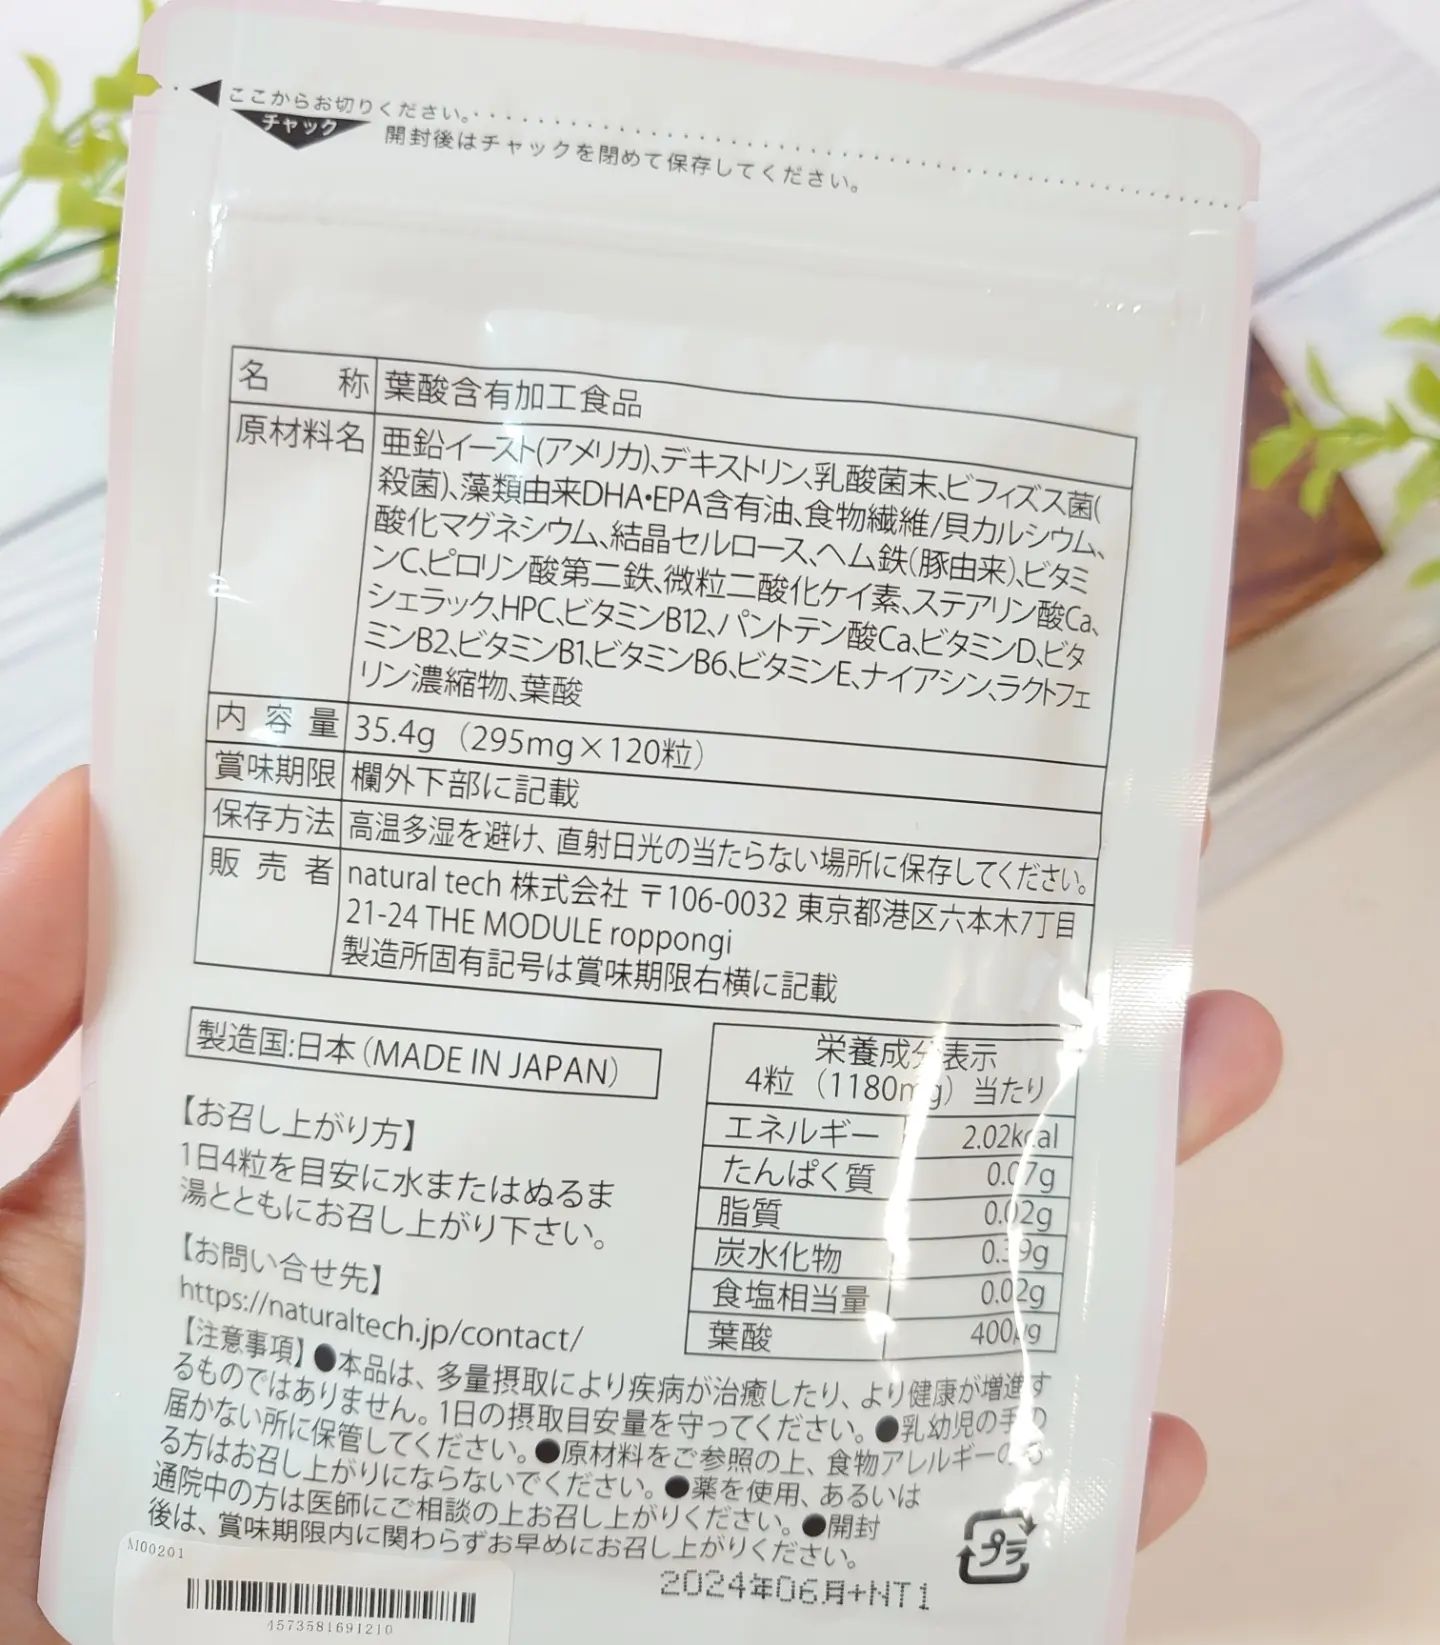 ここからお切りください。
チャック
開封後はチャックを閉めて保存してください。
名称 葉酸含有加工食品
原材料名 亜鉛イースト(アメリカ)、デキストリン、乳酸菌末、ビフィズス菌(
殺菌)、藻類由来DHA・EPA含有油、食物繊維/貝カルシウム、
酸化マグネシウム、結晶セルロース、ヘム鉄(豚由来)、ビタミ
ンC、ピロリン酸第二鉄、微粒二酸化ケイ素、ステアリン酸Ca、
シェラック、HPC、ビタミンB12、パントテン酸Ca、ビタミンD、ビタ
ミンB2、ビタミンB1、ビタミンB6、ビタミンE、ナイアシン、ラクトフェ
リン濃縮物、葉酸
内容量 35.4g（295mg×120粒）
賞味期限 欄外下部に記載
保存方法 高温多湿を避け、直射日光の当たらない場所に保存してください。
販売者 natural tech 株式会社 〒106-0032 東京都港区六本木7丁目
21-24 THE MODULE roppongi
製造所固有記号は賞味期限右横に記載
製造国:日本（MADE IN JAPAN）
【お召し上がり方】
1日4粒を目安に水またはぬるま
湯とともにお召し上がり下さい。
【お問い合せ先】
https://naturaltech.jp/contact/
栄養成分表示
4粒（1180mg）当たり
エネルギー 2.02kcal
たんぱく質 0.07g
脂質 0.02g
炭水化物 0.39g
食塩相当量 0.02g
葉酸 400μg
【注意事項】●本品は、多量摂取により疾病が治癒したり、より健康が増進す
るものではありません。1日の摂取目安量を守ってください。●乳幼児の手の
届かない所に保管してください。●原材料をご参照の上、食物アレルギーのあ
る方はお召し上がりにならないでください。●薬を使用、あるいは
通院中の方は医師にご相談の上お召し上がりください。●開封
後は、賞味期限内に関わらずお早めにお召し上がりください。
プラ
2024年06月+NT1
M00201
4573581691210